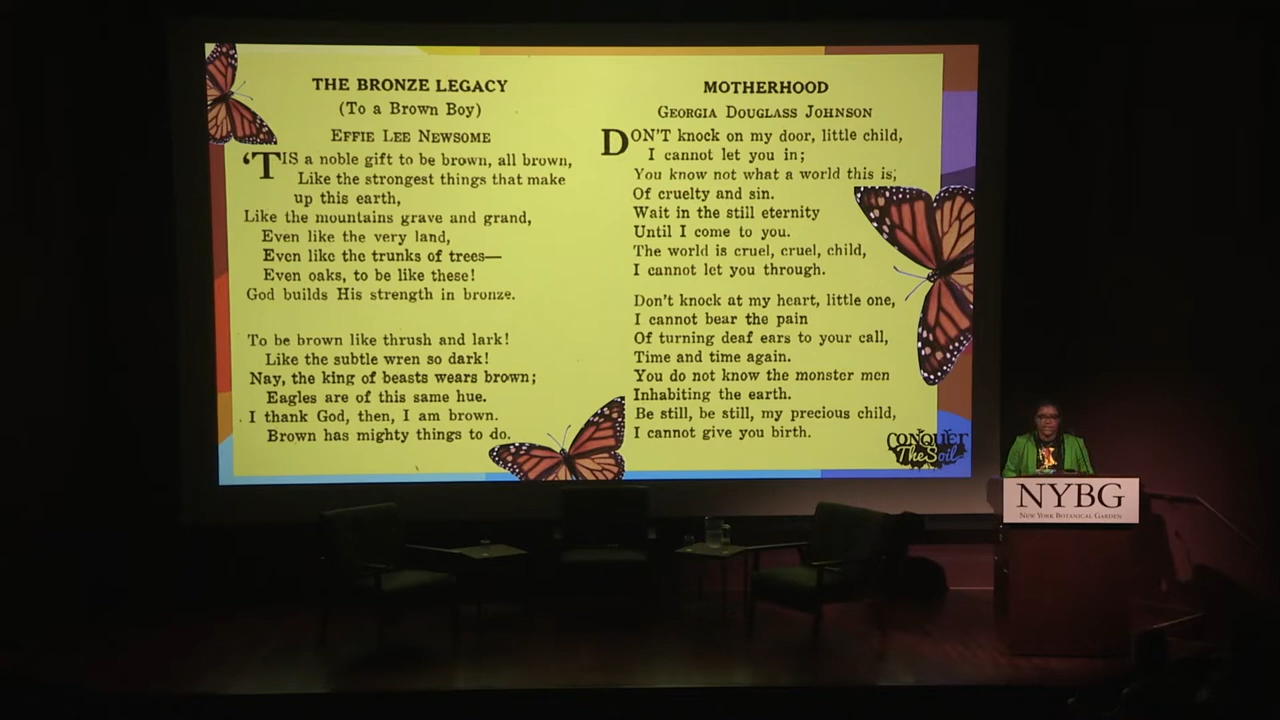 THE BRONZE LEGACY
(To a Brown Boy)
EFFIE LEE NEWSOME
'TIS a noble gift to be brown, all brown,
Like the strongest things that make
up this earth,
Like the mountains grave and grand,
Even like the very land,
Even like the trunks of trees—
Even oaks, to be like these!
God builds His strength in bronze.
To be brown like thrush and lark!
Like the subtle wren so dark!
Nay, the king of beasts wears brown;
Eagles are of this same hue.
I thank God, then, I am brown.
Brown has mighty things to do.
MOTHERHOOD
GEORGIA DOUGLASS JOHNSON
DON'T knock on my door, little child,
I cannot let you in;
You know not what a world this is;
Of cruelty and sin.
Wait in the still eternity
Until I come to you.
The world is cruel, cruel, child,
I cannot let you through.
Don't knock at my heart, little one,
I cannot bear the pain
Of turning deaf ears to your call,
Time and time again.
You do not know the monster men
Inhabiting the earth.
Be still, be still, my precious child,
I cannot give you birth.
CONQUER
The Soil
NYBG
NEW YORK BOTANICAL GARDEN